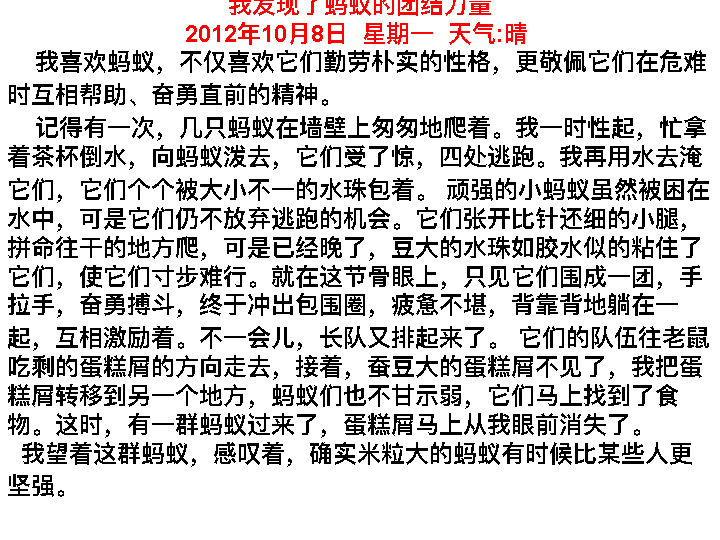 我发现了蚂蚁的团结力量
2012年10月8日 星期一 天气:晴
我喜欢蚂蚁，不仅喜欢它们勤劳朴实的性格，更敬佩它们在危难
时互相帮助、奋勇直前的精神。
记得有一次，几只蚂蚁在墙壁上匆匆地爬着。我一时性起，忙拿
着茶杯倒水，向蚂蚁泼去，它们受了惊，四处逃跑。我再用水去淹
它们，它们个个被大小不一的水珠包着。 顽强的小蚂蚁虽然被困在
水中，可是它们仍不放弃逃跑的机会。它们张开比针还细的小腿，
拼命往干的地方爬，可是已经晚了，豆大的水珠如胶水似的粘住了
它们，使它们寸步难行。就在这节骨眼上，只见它们围成一团，手
拉手，奋勇搏斗，终于冲出包围圈，疲惫不堪，背靠背地躺在一
起，互相激励着。不一会儿，长队又排起来了。 它们的队伍往老鼠
吃剩的蛋糕屑的方向走去，接着，蚕豆大的蛋糕屑不见了，我把蛋
糕屑转移到另一个地方，蚂蚁们也不甘示弱，它们马上找到了食
物。这时，有一群蚂蚁过来了，蛋糕屑马上从我眼前消失了。
我望着这群蚂蚁，感叹着，确实米粒大的蚂蚁有时候比某些人更
坚强。